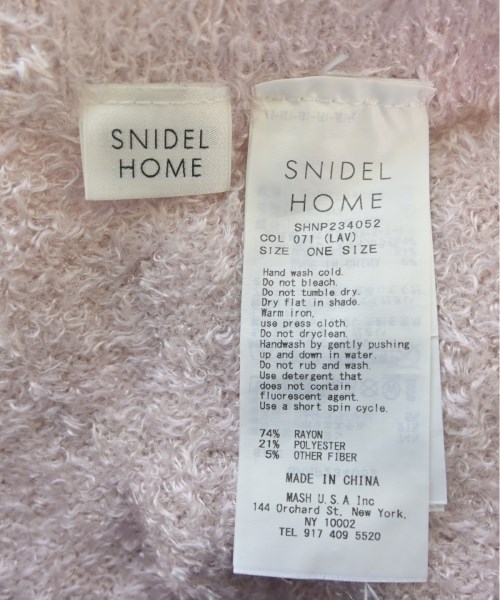 SNIDEL
HOME
SNIDEL
HOME
SHNP234052
COL 071 (LAV)
SIZE ONE SIZE
Hand wash cold.
Do not bleach.
Do not tumble dry.
Dry flat in shade.
Warm iron,
use press cloth.
Do not dryclean.
Handwash by gently pushing
up and down in water.
Do not rub and wash.
Use detergent that
does not contain
fluorescent agent.
Use a short spin cycle.
74% RAYON
21% POLYESTER
5% OTHER FIBER
MADE IN CHINA
MASH U.S.A Inc
144 Orchard St. New York,
NY 10002
TEL 917 409 5520